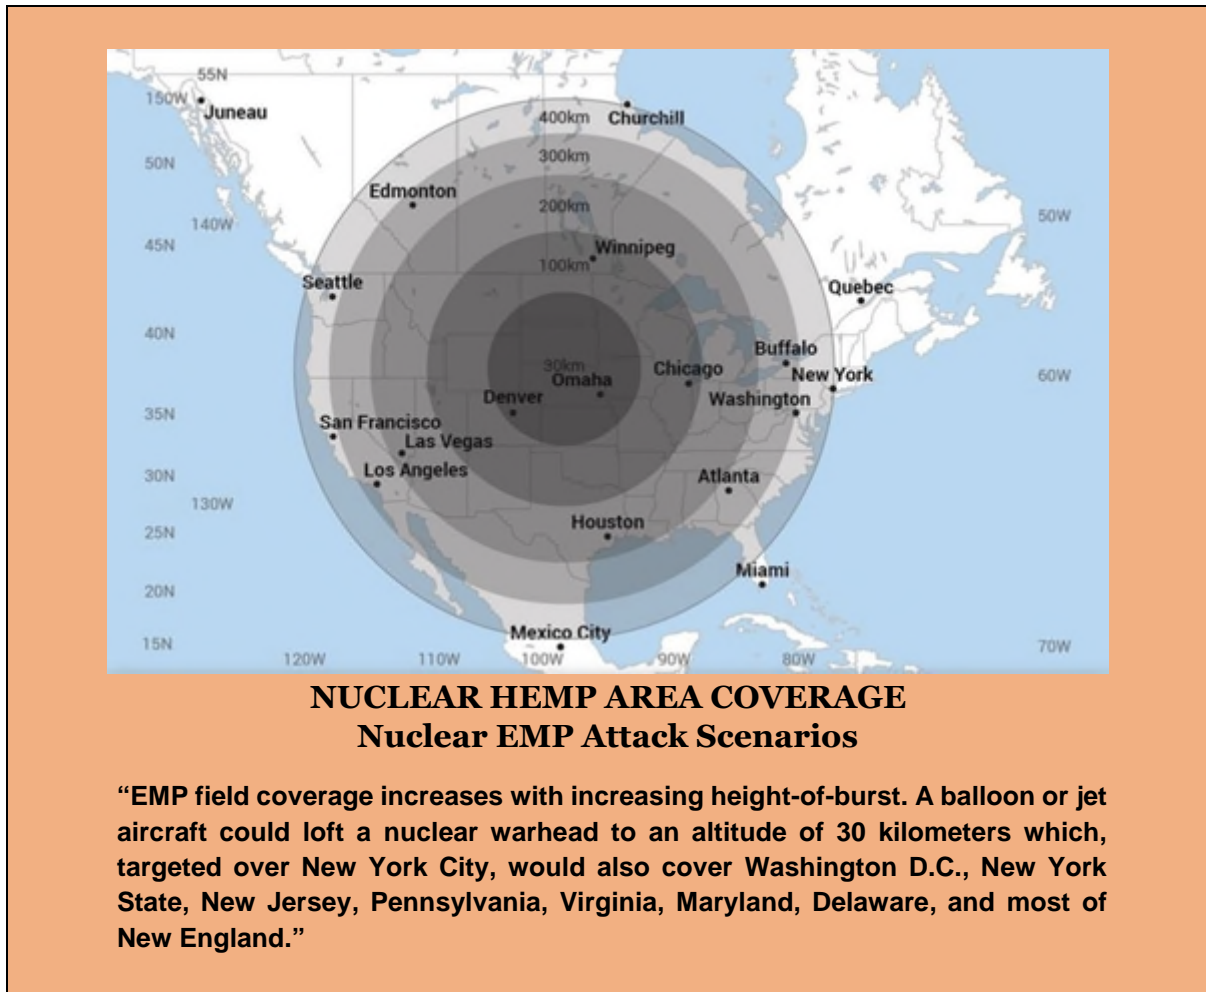 55N
150W
Juneau
400km
Churchill
300km
50N
Edmonton
200km
140W
50W
45N
Winnipeg
100km
Seattle
Quebec
40N
Buffalo
30km
Chicago
New York
60W
Omaha
Denver
Washington
35N
San Francisco
Las Vegas
30N
Los Angeles
Atlanta
130W
Houston
25N
Miami
20N
Mexico City
15N
120W
110W
100W
90W
80W
70W
NUCLEAR HEMP AREA COVERAGE
Nuclear EMP Attack Scenarios
“EMP field coverage increases with increasing height-of-burst. A balloon or jet
aircraft could loft a nuclear warhead to an altitude of 30 kilometers which,
targeted over New York City, would also cover Washington D.C., New York
State, New Jersey, Pennsylvania, Virginia, Maryland, Delaware, and most of
New England.”